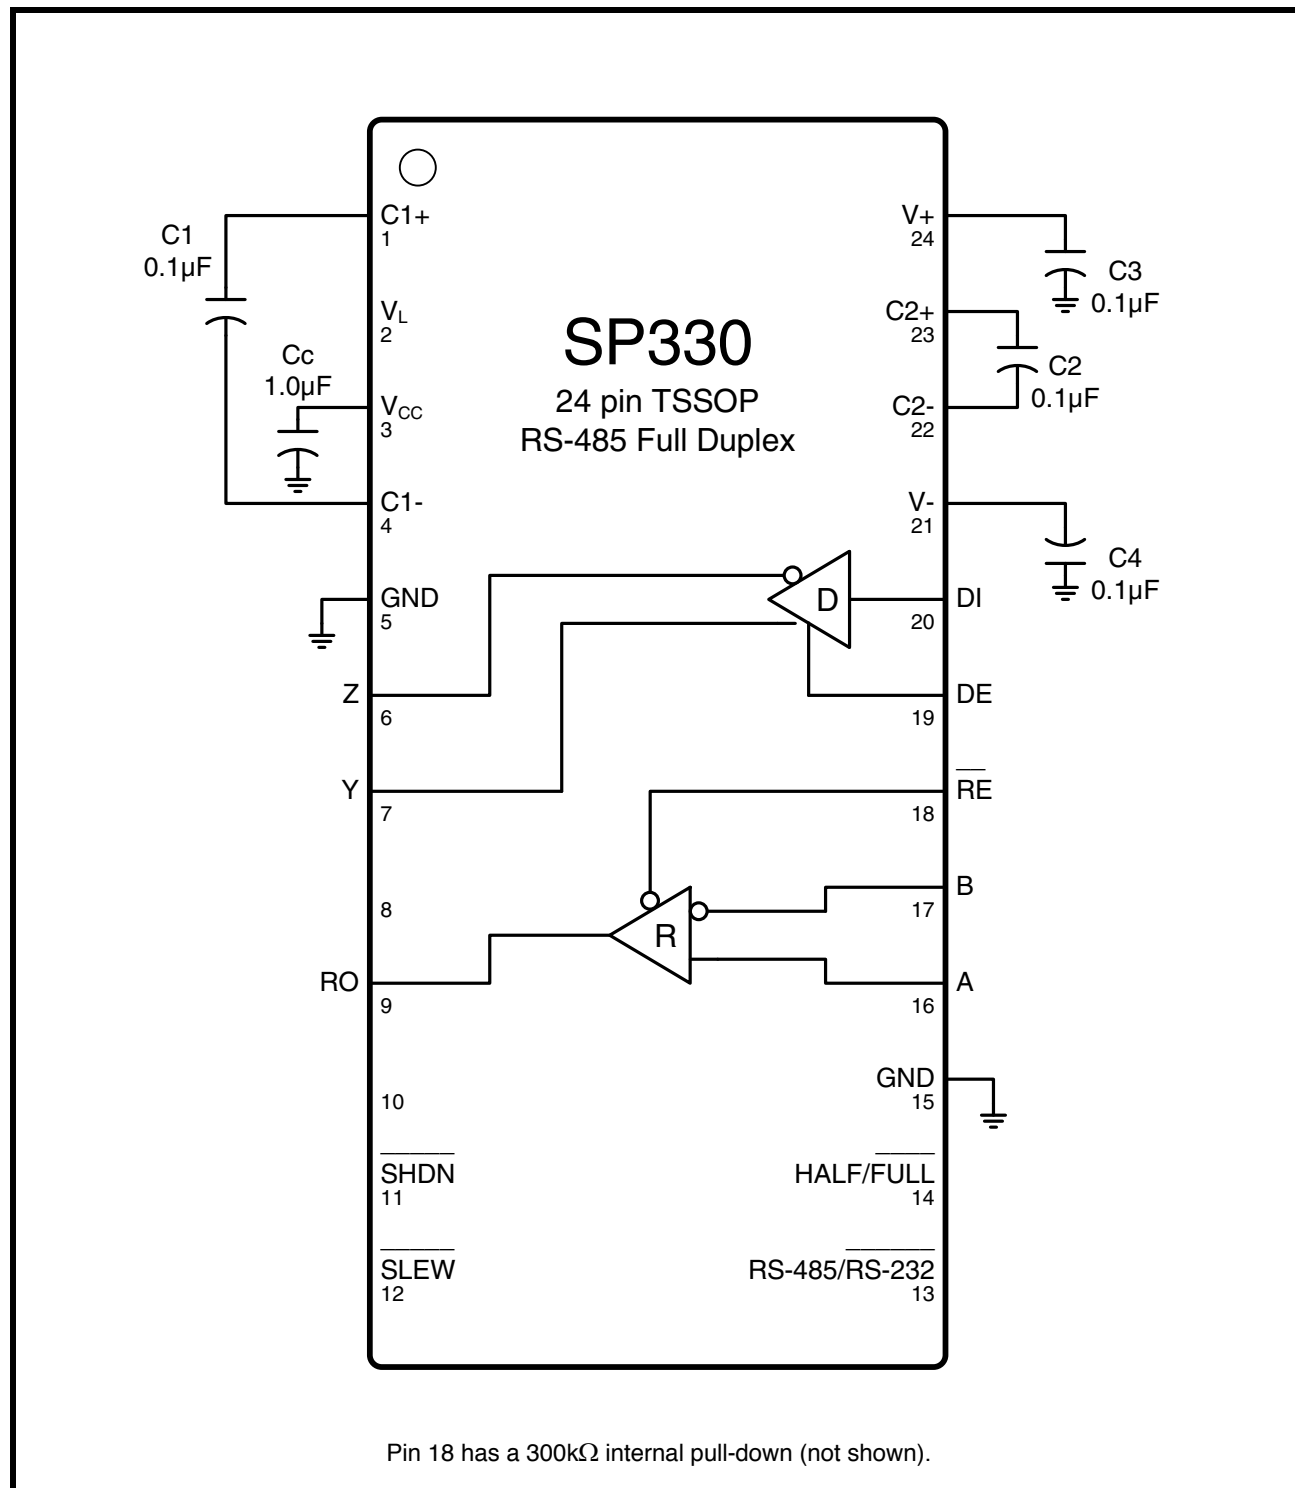 C1+
1
C1
0.1µF
VL
2
Cc
1.0µF
VCC
3
C1-
4
GND
5
Z
6
Y
7
8
RO
9
10
SHDN
11
SLEW
12
SP330
24 pin TSSOP
RS-485 Full Duplex
D
R
V+
24
C3
0.1µF
C2+
23
C2
0.1µF
C2-
22
V-
21
C4
0.1µF
DI
20
DE
19
RE
18
B
17
A
16
GND
15
HALF/FULL
14
RS-485/RS-232
13
Pin 18 has a 300kΩ internal pull-down (not shown).